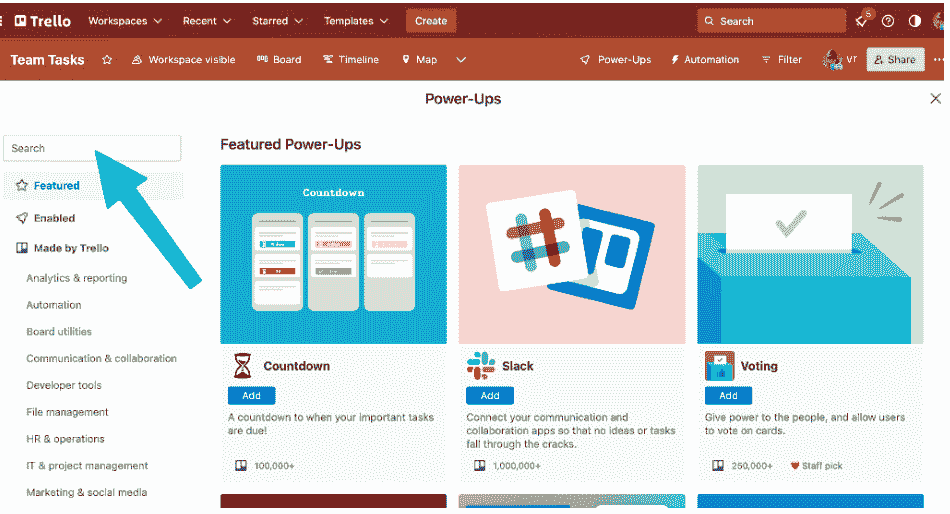 Trello Workspaces Recent Starred Templates Create Search 5
Team Tasks Workspace visible Board Timeline Map Power-Ups Automation Filter Vr Share
Power-Ups
Search
Featured
Enabled
Made by Trello
Analytics & reporting
Automation
Board utilities
Communication & collaboration
Developer tools
File management
HR & operations
IT & project management
Marketing & social media
Featured Power-Ups
Countdown
Countdown
Add
A countdown to when your important tasks
are due!
100,000+
Slack
Add
Connect your communication and
collaboration apps so that no ideas or tasks
fall through the cracks.
1,000,000+
Voting
Add
Give power to the people, and allow users
to vote on cards.
250,000+ Staff pick